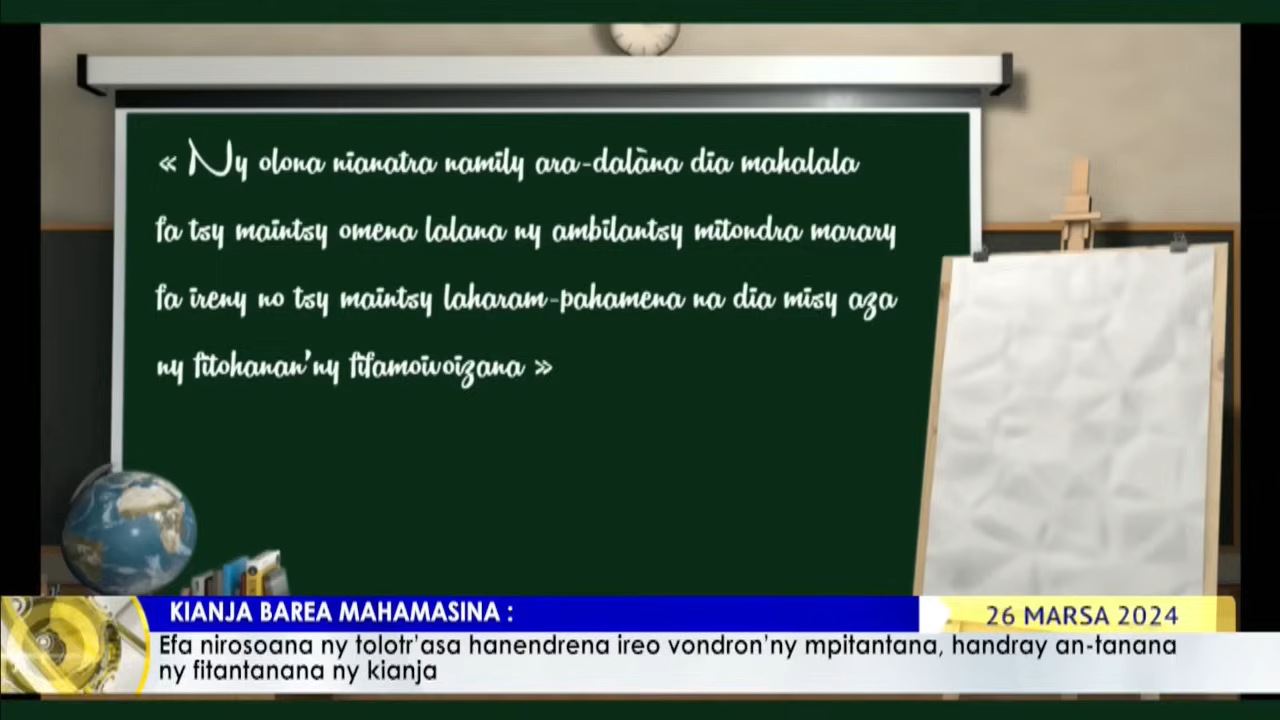 « Ny olona nianatra namily ara-dalàna dia mahalala
fa tsy maintsy omena lalana ny ambilantsy mitondra marary
fa ireny no tsy maintsy laharam-pahamena na dia misy aza
ny fitohanan'ny fifamoivoizana »
KIANJA BAREA MAHAMASINA :
26 MARSA 2024
Efa nirosoana ny tolotr'asa hanendrena ireo vondron'ny mpitantana, handray an-tanana
ny fitantanana ny kianja